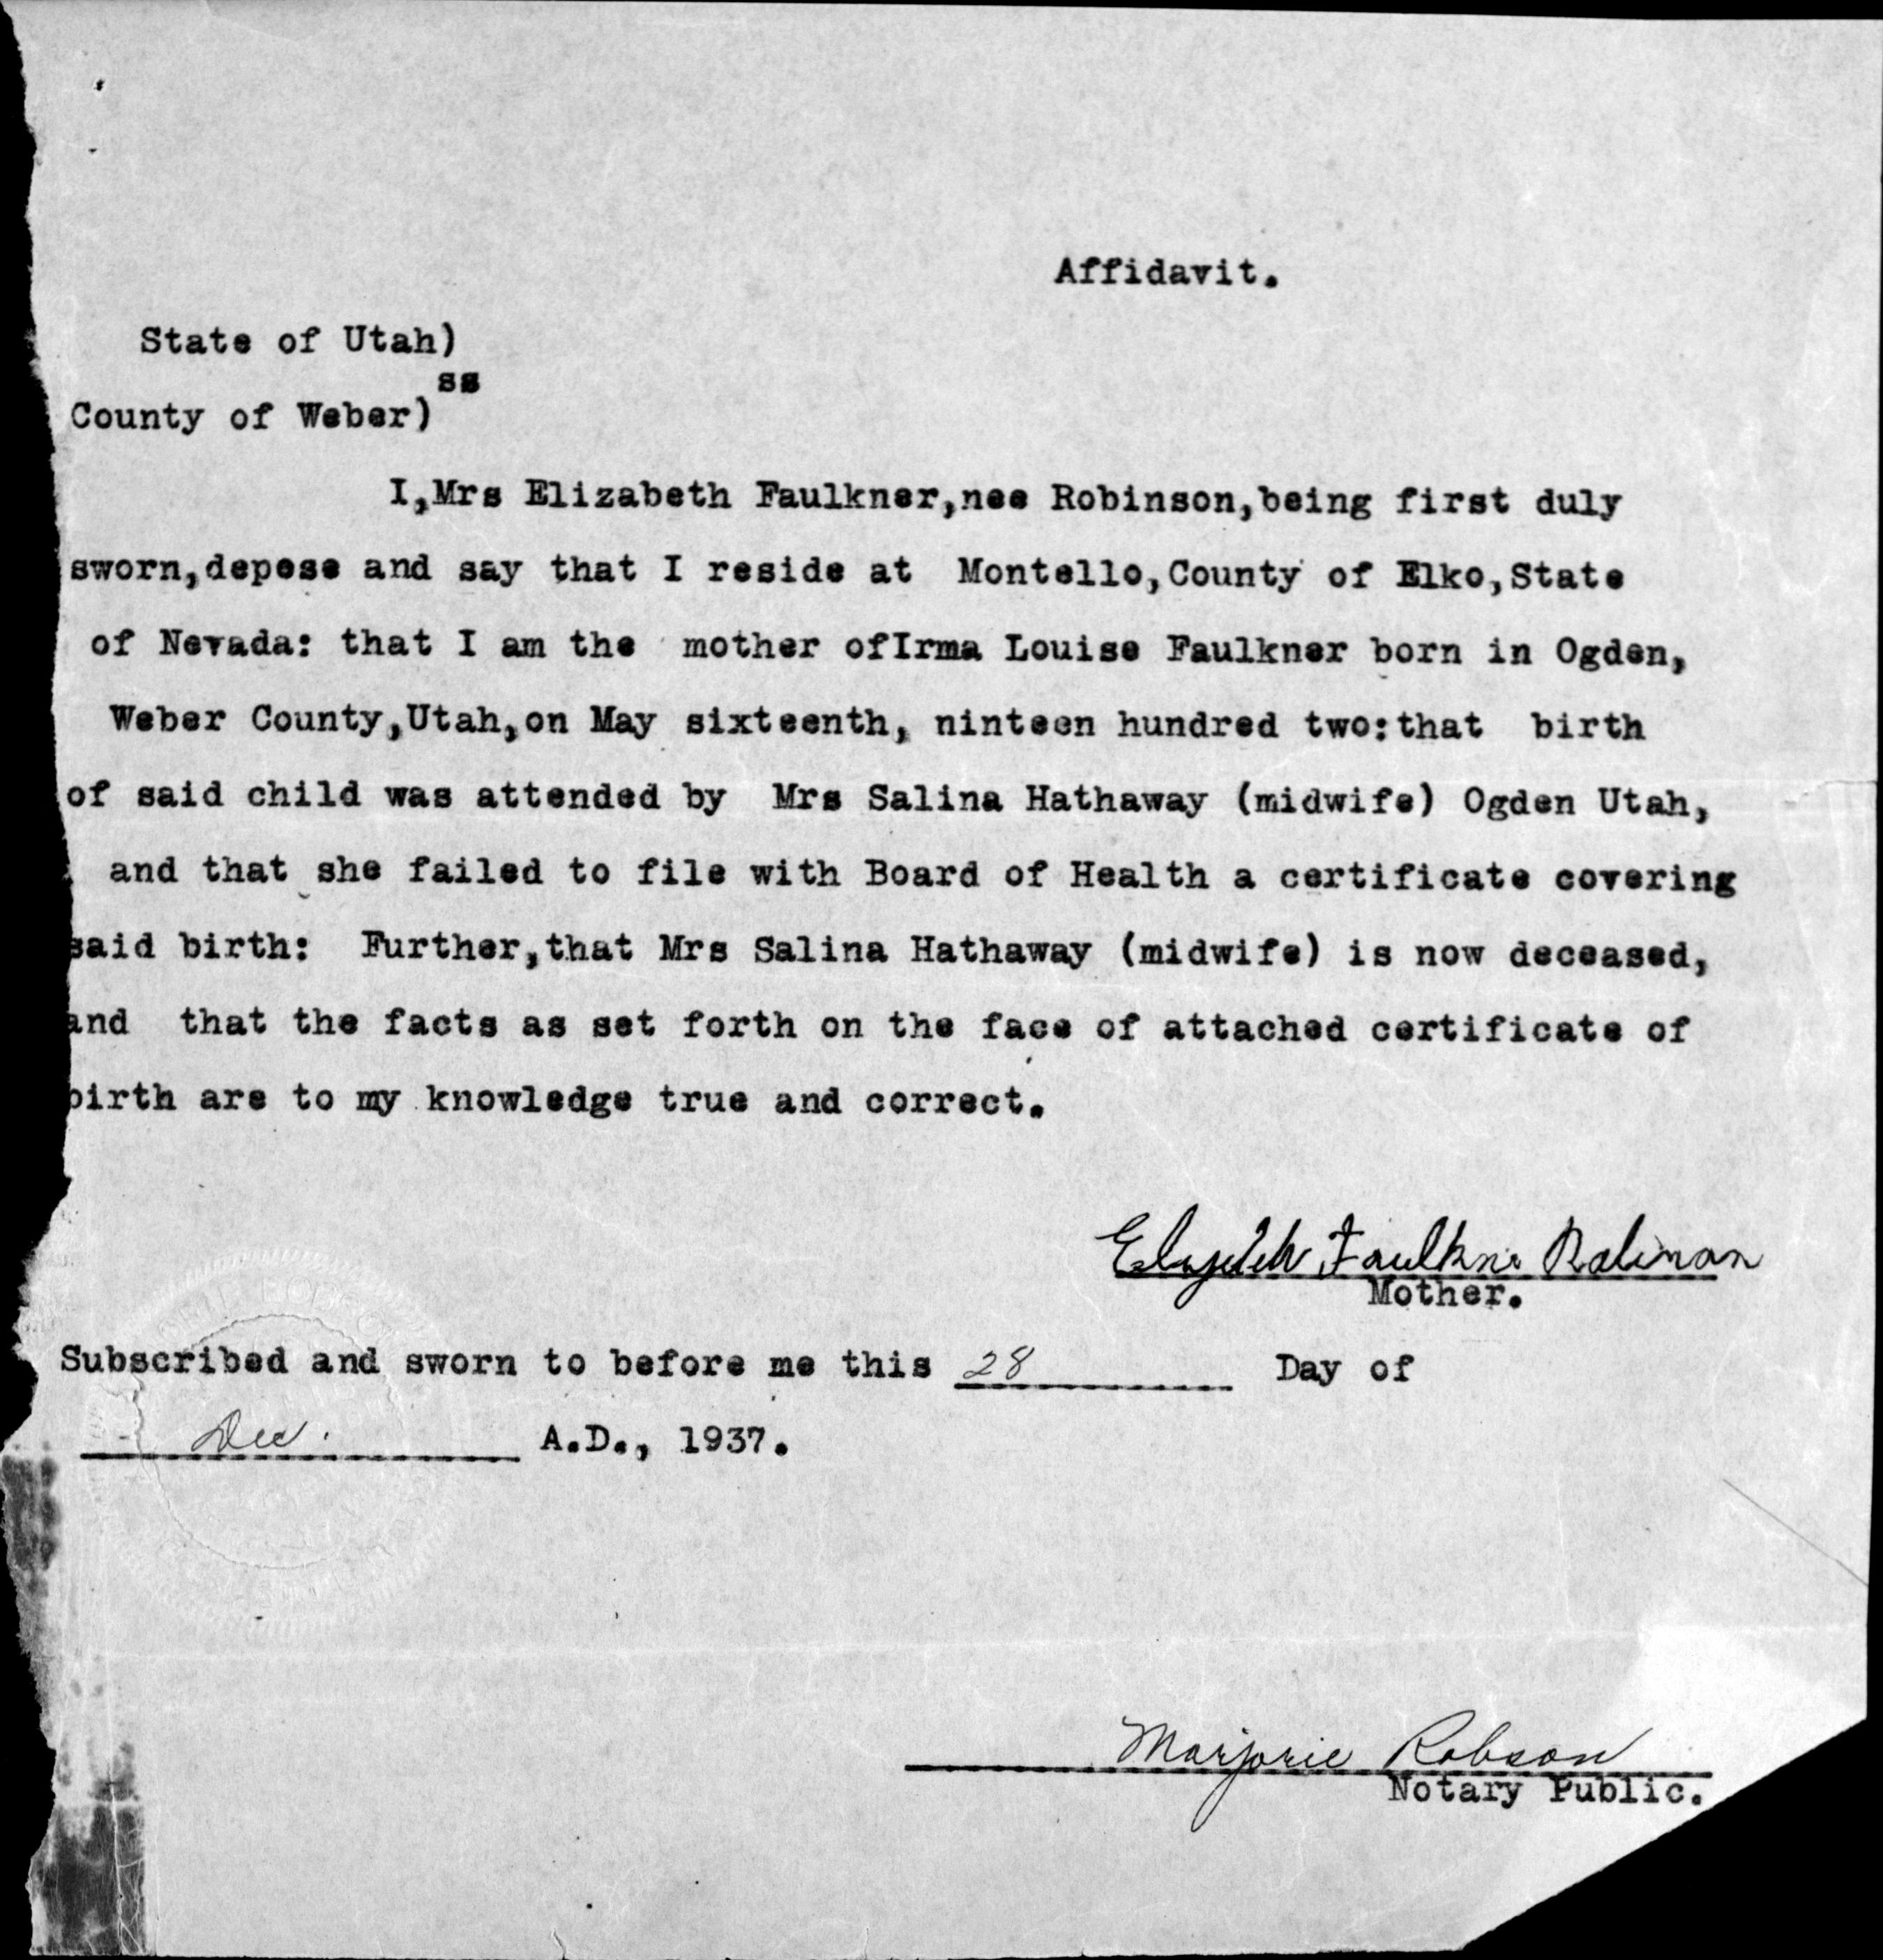 Affidavit.
State of Utah)
ss
County of Weber)
I,Mrs Elizabeth Faulkner,nee Robinson,being first duly
sworn,depose and say that I reside at Montello,County of Elko,State
of Nevada: that I am the mother ofIrma Louise Faulkner born in Ogden,
Weber County,Utah,on May sixteenth, ninteen hundred two:that birth
of said child was attended by Mrs Salina Hathaway (midwife) Ogden Utah,
and that she failed to file with Board of Health a certificate covering
said birth: Further,that Mrs Salina Hathaway (midwife) is now deceased,
and that the facts as set forth on the face of attached certificate of
birth are to my knowledge true and correct.
Faulkner
Mother.
Subscribed and sworn to before me this 28 Day of
Dec. A.D., 1937.
Marjorie Robson
Notary Public.